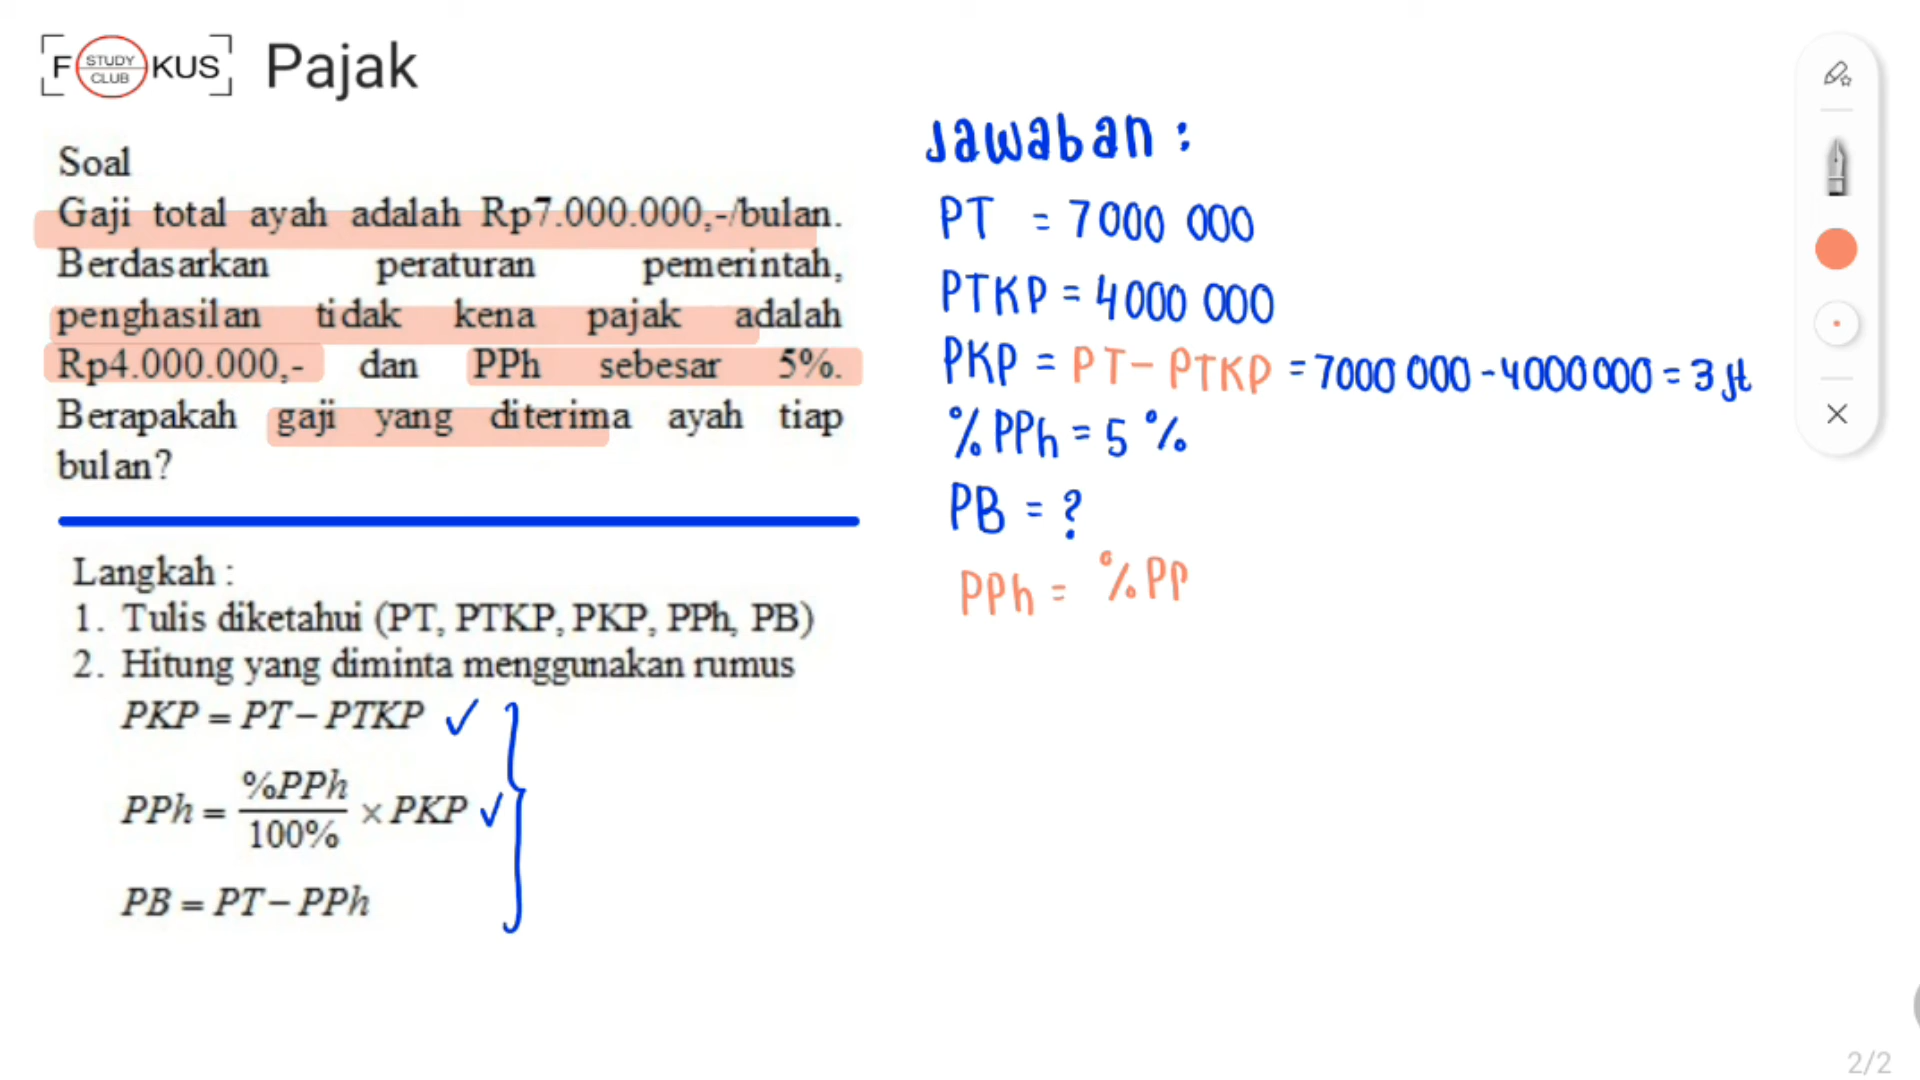 FOKUS STUDY CLUB Pajak
Soal
Gaji total ayah adalah Rp7.000.000,-/bulan.
Berdasarkan peraturan pemerintah,
penghasilan tidak kena pajak adalah
Rp4.000.000,- dan PPh sebesar 5%.
Berapakah gaji yang diterima ayah tiap
bulan?
Langkah :
1. Tulis diketahui (PT, PTKP, PKP, PPh, PB)
2. Hitung yang diminta menggunakan rumus
PKP = PT – PTKP ✓
PPh = %PPh/100% × PKP ✓
PB = PT – PPh
Jawaban :
PT = 7000 000
PTKP = 4000 000
PKP = PT – PTKP = 7000 000 - 4000 000 = 3 jt
% PPh = 5 %
PB = ?
PPh = % PP
2/2